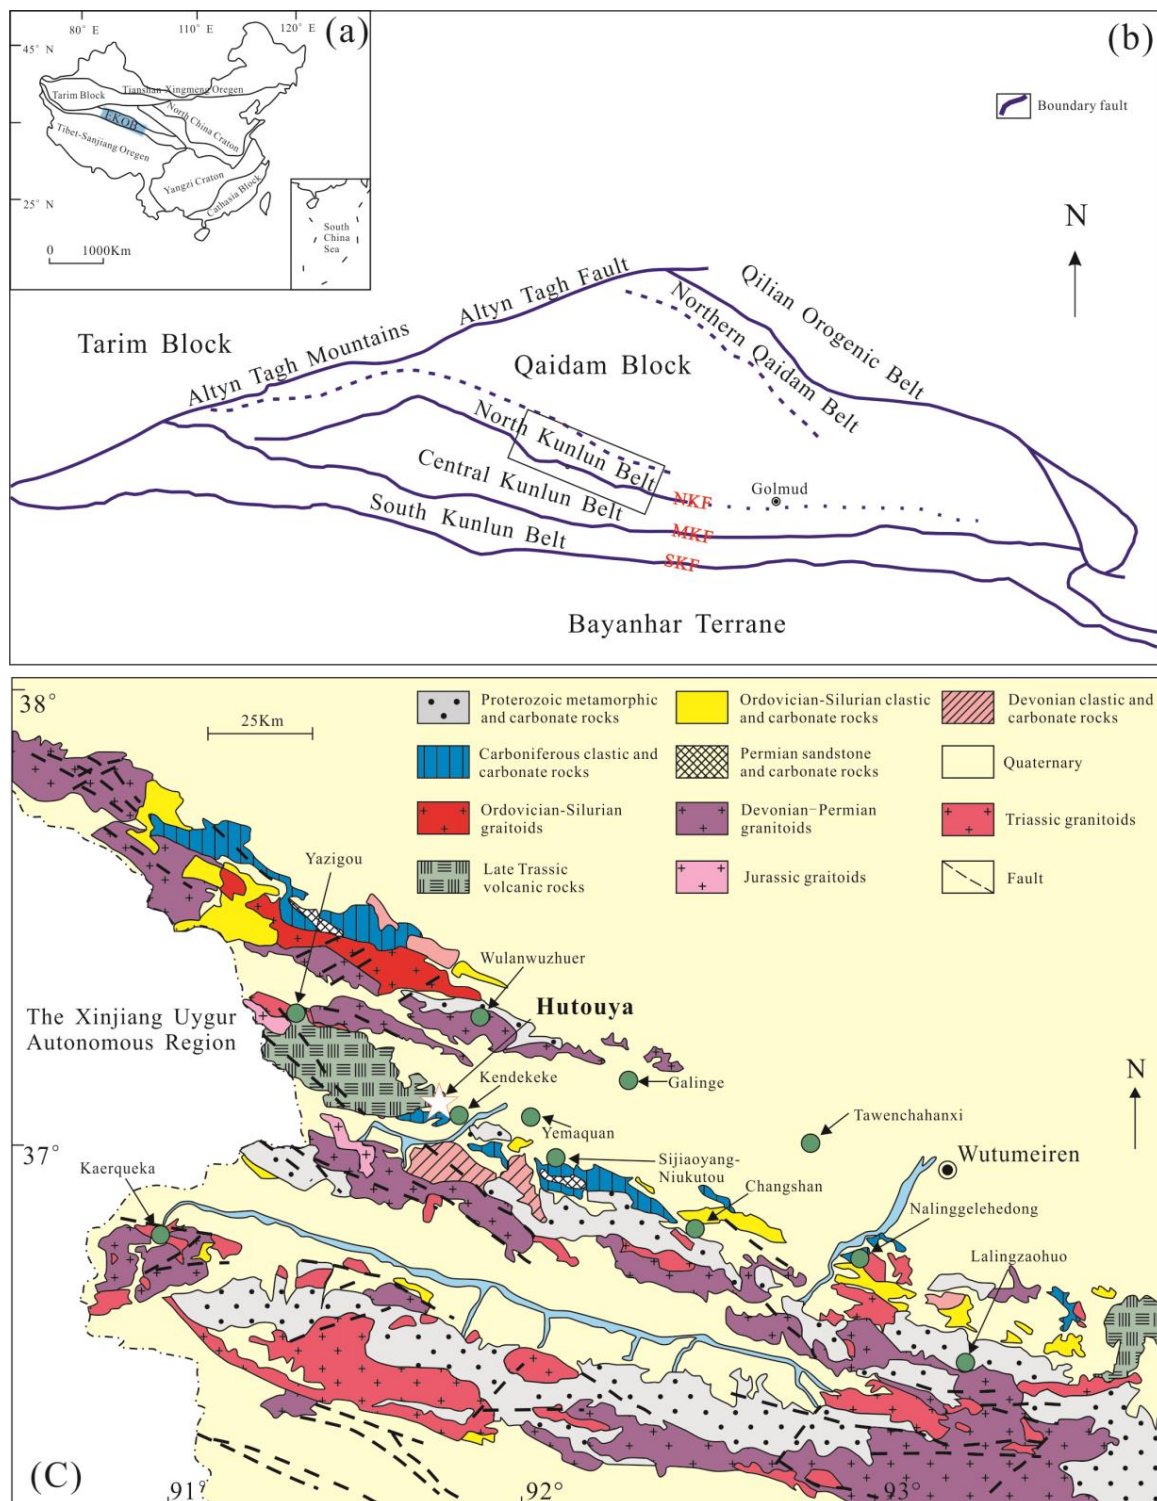 80° E
110° E
120° E
(a)
(b)
45° N
Tianshan Xingmeng Oregen
Tarim Block
North China Craton
EKOB
Tibet-Sanjiang Oregen
Yangzi Craton
Cathasia Block
25° N
South
China
Sea
0 1000Km
Boundary fault
N
Altyn Tagh Fault
Qilian Orogenic Belt
Northern Qaidam Belt
Tarim Block
Altyn Tagh Mountains
Qaidam Block
North Kunlun Belt
Central Kunlun Belt
South Kunlun Belt
Golmud
NKF
MKF
SKF
Bayanhar Terrane
38°
25Km
Proterozoic metamorphic
and carbonate rocks
Ordovician-Silurian clastic
and carbonate rocks
Devonian clastic and
carbonate rocks
Carboniferous clastic and
carbonate rocks
Permian sandstone
and carbonate rocks
Quaternary
Ordovician-Silurian
graitoids
Devonian-Permian
granitoids
Triassic granitoids
Late Trassic
volcanic rocks
Jurassic graitoids
Fault
Yazigou
Wulanwuzhuer
Hutouya
The Xinjiang Uygur
Autonomous Region
Kendekeke
Galinge
N
Yemaquan
Tawenchahanxi
37°
Kaerqueka
Sijiaoyang-
Niukutou
Wutumeiren
Changshan
Nalinggelehedong
Lalingzaohuo
(C)
91°
92°
93°